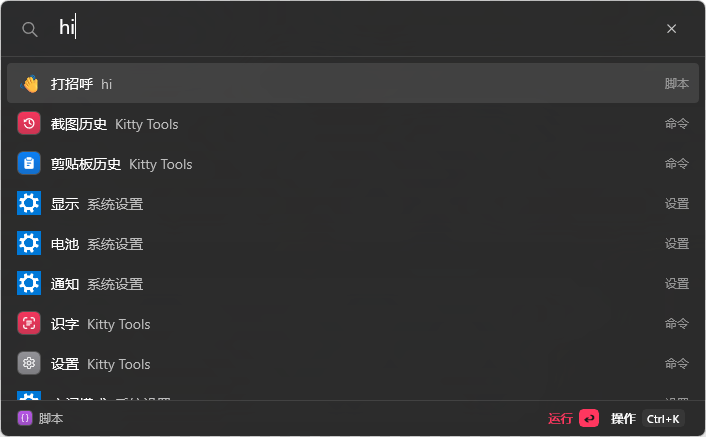 hi
打招呼 hi 脚本
截图历史 Kitty Tools 命令
剪贴板历史 Kitty Tools 命令
显示 系统设置 设置
电池 系统设置 设置
通知 系统设置 设置
识字 Kitty Tools 命令
设置 Kitty Tools 命令
脚本 运行 操作 Ctrl+K